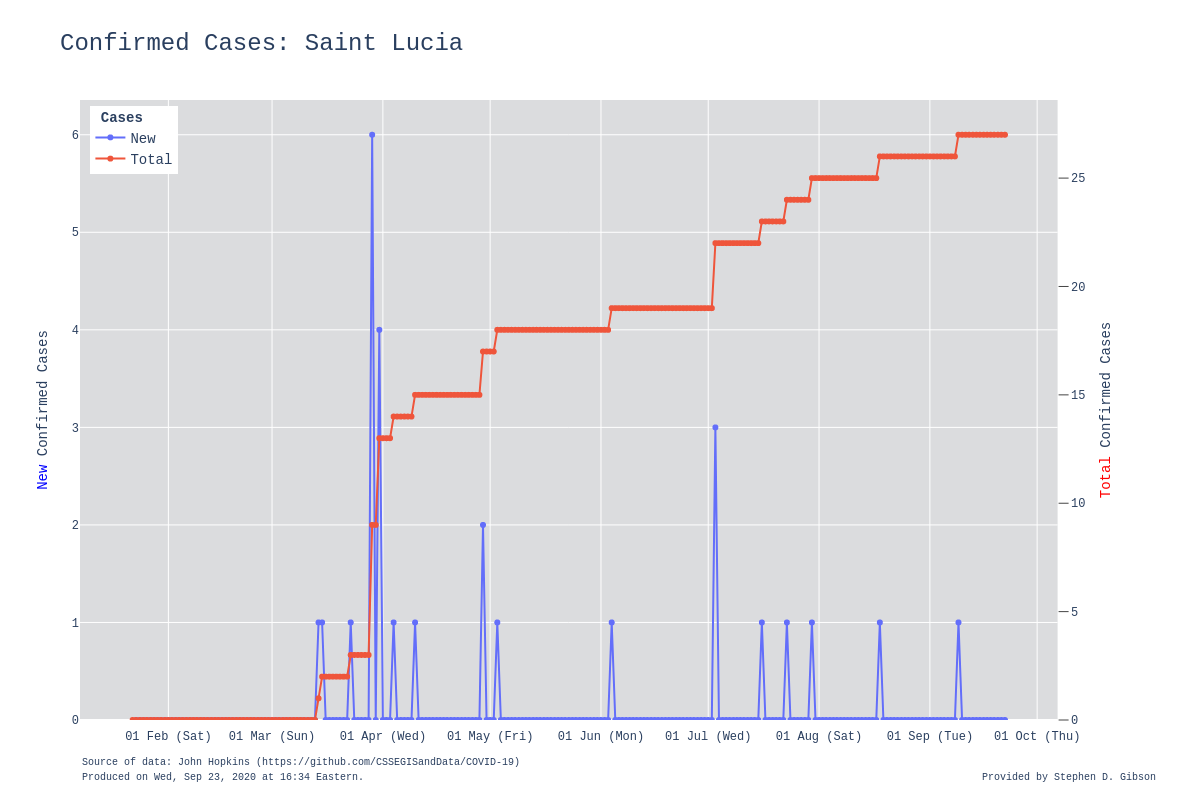 Confirmed Cases: Saint Lucia
Cases
New
Total
6
5
4
3
2
1
0
New Confirmed Cases
25
20
15
10
5
0
Total Confirmed Cases
01 Feb (Sat) 01 Mar (Sun) 01 Apr (Wed) 01 May (Fri) 01 Jun (Mon) 01 Jul (Wed) 01 Aug (Sat) 01 Sep (Tue) 01 Oct (Thu)
Source of data: John Hopkins (https://github.com/CSSEGISandData/COVID-19)
Produced on Wed, Sep 23, 2020 at 16:34 Eastern.
Provided by Stephen D. Gibson